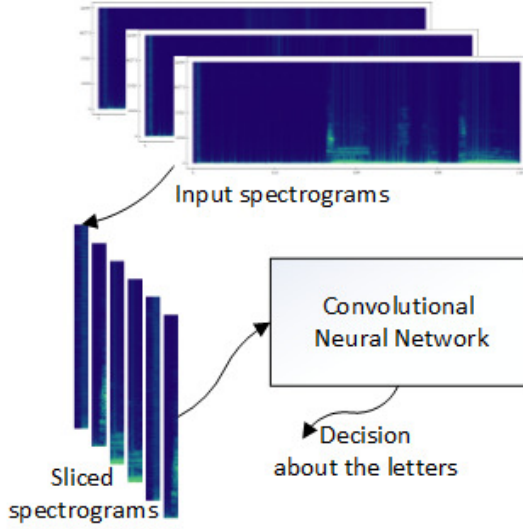 Input spectrograms
Convolutional
Neural Network
Decision
about the letters
Sliced
spectrograms